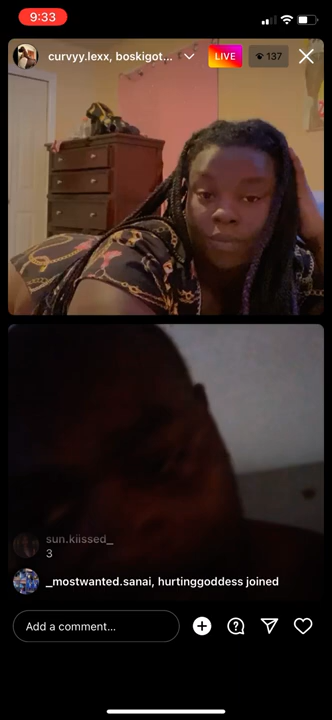 9:33
curvyy.lexx, boskigot...
LIVE
137
sun.kiissed_
3
_mostwanted.sanai, hurtinggoddess joined
Add a comment...